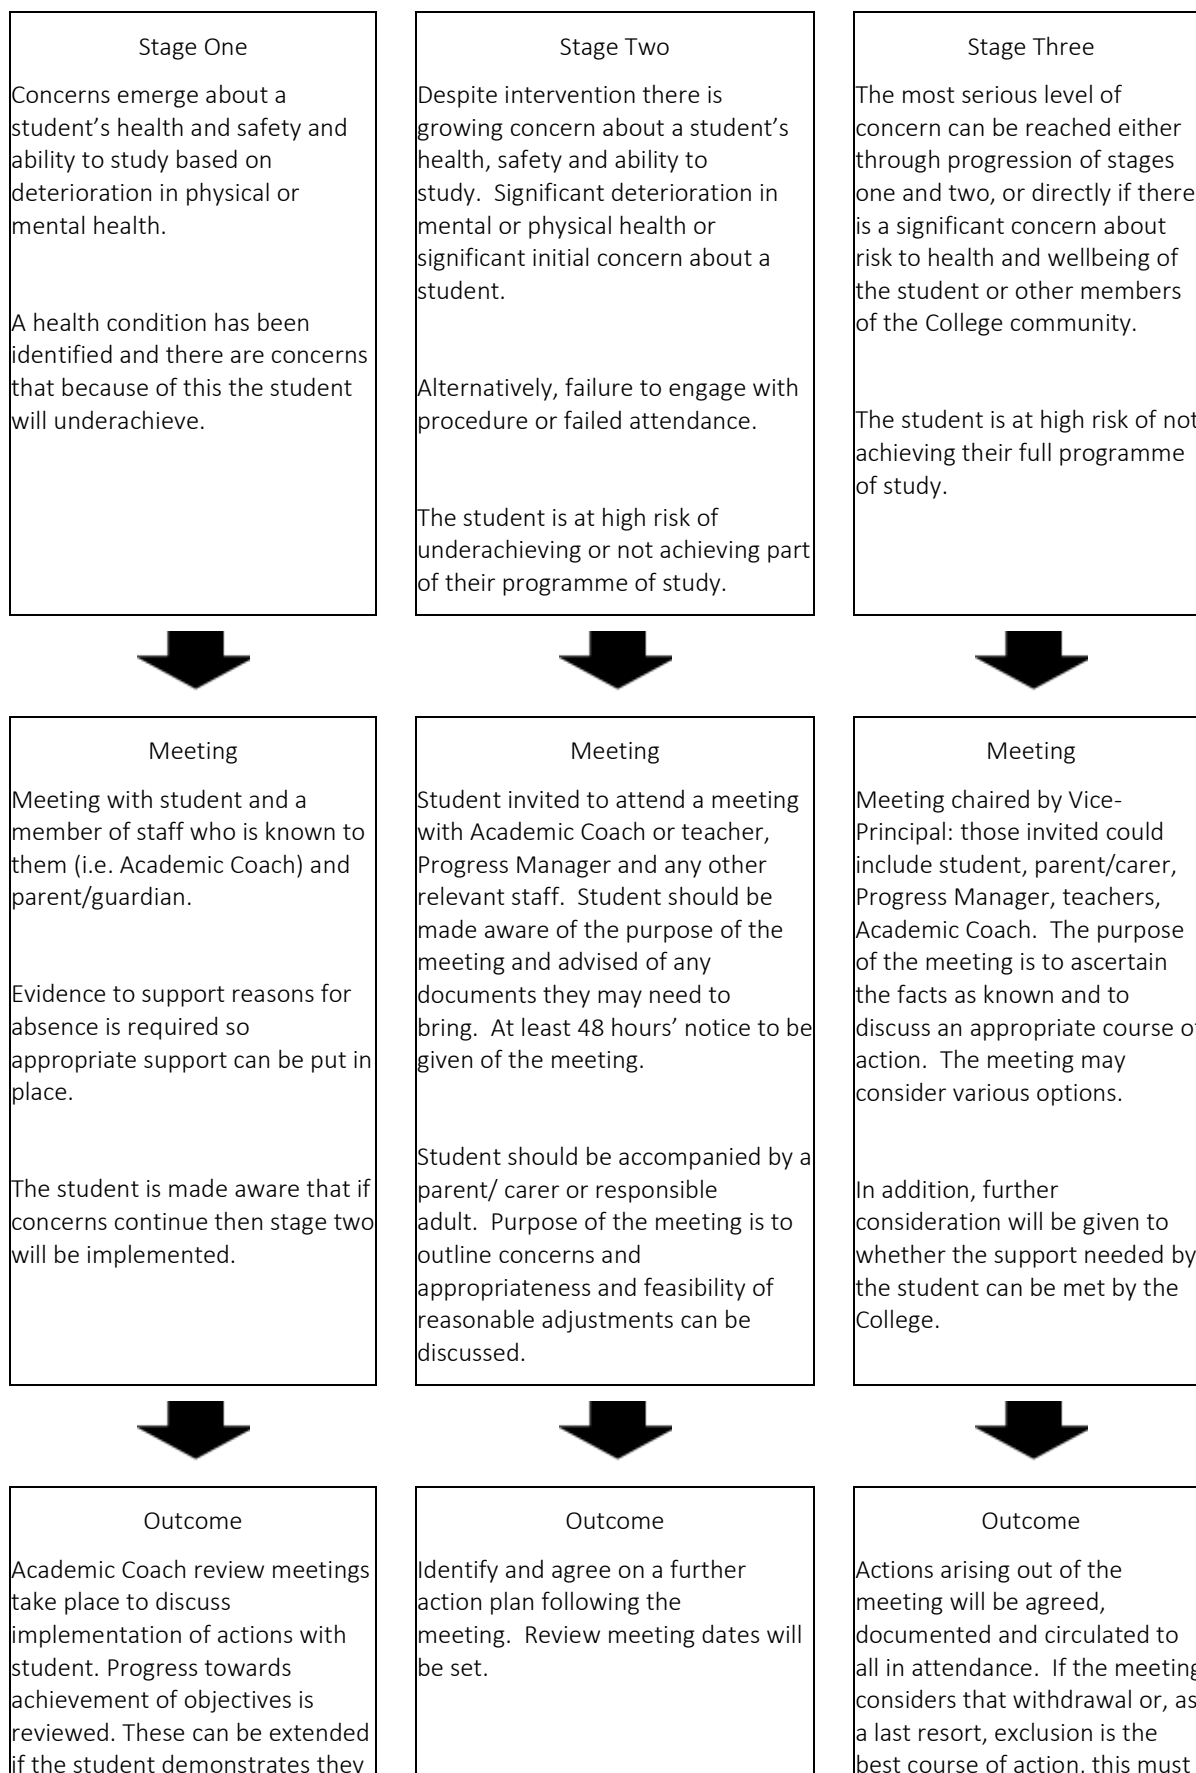 Stage One
Concerns emerge about a
student’s health and safety and
ability to study based on
deterioration in physical or
mental health.
A health condition has been
identified and there are concerns
that because of this the student
will underachieve.
Stage Two
Despite intervention there is
growing concern about a student’s
health, safety and ability to
study.  Significant deterioration in
mental or physical health or
significant initial concern about a
student.
Alternatively, failure to engage with
procedure or failed attendance.
The student is at high risk of
underachieving or not achieving part
of their programme of study.
Stage Three
The most serious level of
concern can be reached either
through progression of stages
one and two, or directly if there
is a significant concern about
risk to health and wellbeing of
the student or other members
of the College community.
The student is at high risk of not
achieving their full programme
of study.
Meeting
Meeting with student and a
member of staff who is known to
them (i.e. Academic Coach) and
parent/guardian.
Evidence to support reasons for
absence is required so
appropriate support can be put in
place.
The student is made aware that if
concerns continue then stage two
will be implemented.
Meeting
Student invited to attend a meeting
with Academic Coach or teacher,
Progress Manager and any other
relevant staff.  Student should be
made aware of the purpose of the
meeting and advised of any
documents they may need to
bring.  At least 48 hours’ notice to be
given of the meeting.
Student should be accompanied by a
parent/ carer or responsible
adult.  Purpose of the meeting is to
outline concerns and
appropriateness and feasibility of
reasonable adjustments can be
discussed.
Meeting
Meeting chaired by Vice-
Principal: those invited could
include student, parent/carer,
Progress Manager, teachers,
Academic Coach.  The purpose
of the meeting is to ascertain
the facts as known and to
discuss an appropriate course of
action.  The meeting may
consider various options.
In addition, further
consideration will be given to
whether the support needed by
the student can be met by the
College.
Outcome
Academic Coach review meetings
take place to discuss
implementation of actions with
student. Progress towards
achievement of objectives is
reviewed. These can be extended
if the student demonstrates they
Outcome
Identify and agree on a further
action plan following the
meeting.  Review meeting dates will
be set.
Outcome
Actions arising out of the
meeting will be agreed,
documented and circulated to
all in attendance.  If the meeting
considers that withdrawal or, as
a last resort, exclusion is the
best course of action, this must